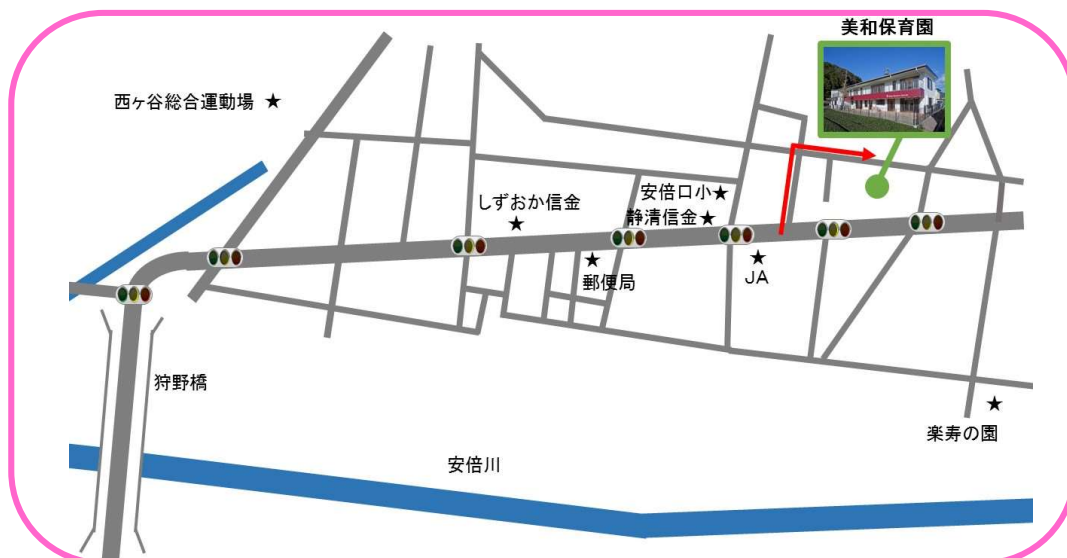 美和保育園
西ヶ谷総合運動場 ★
しずおか信金
★
安倍口小★
静清信金★
★
郵便局
★
JA
狩野橋
★
楽寿の園
安倍川